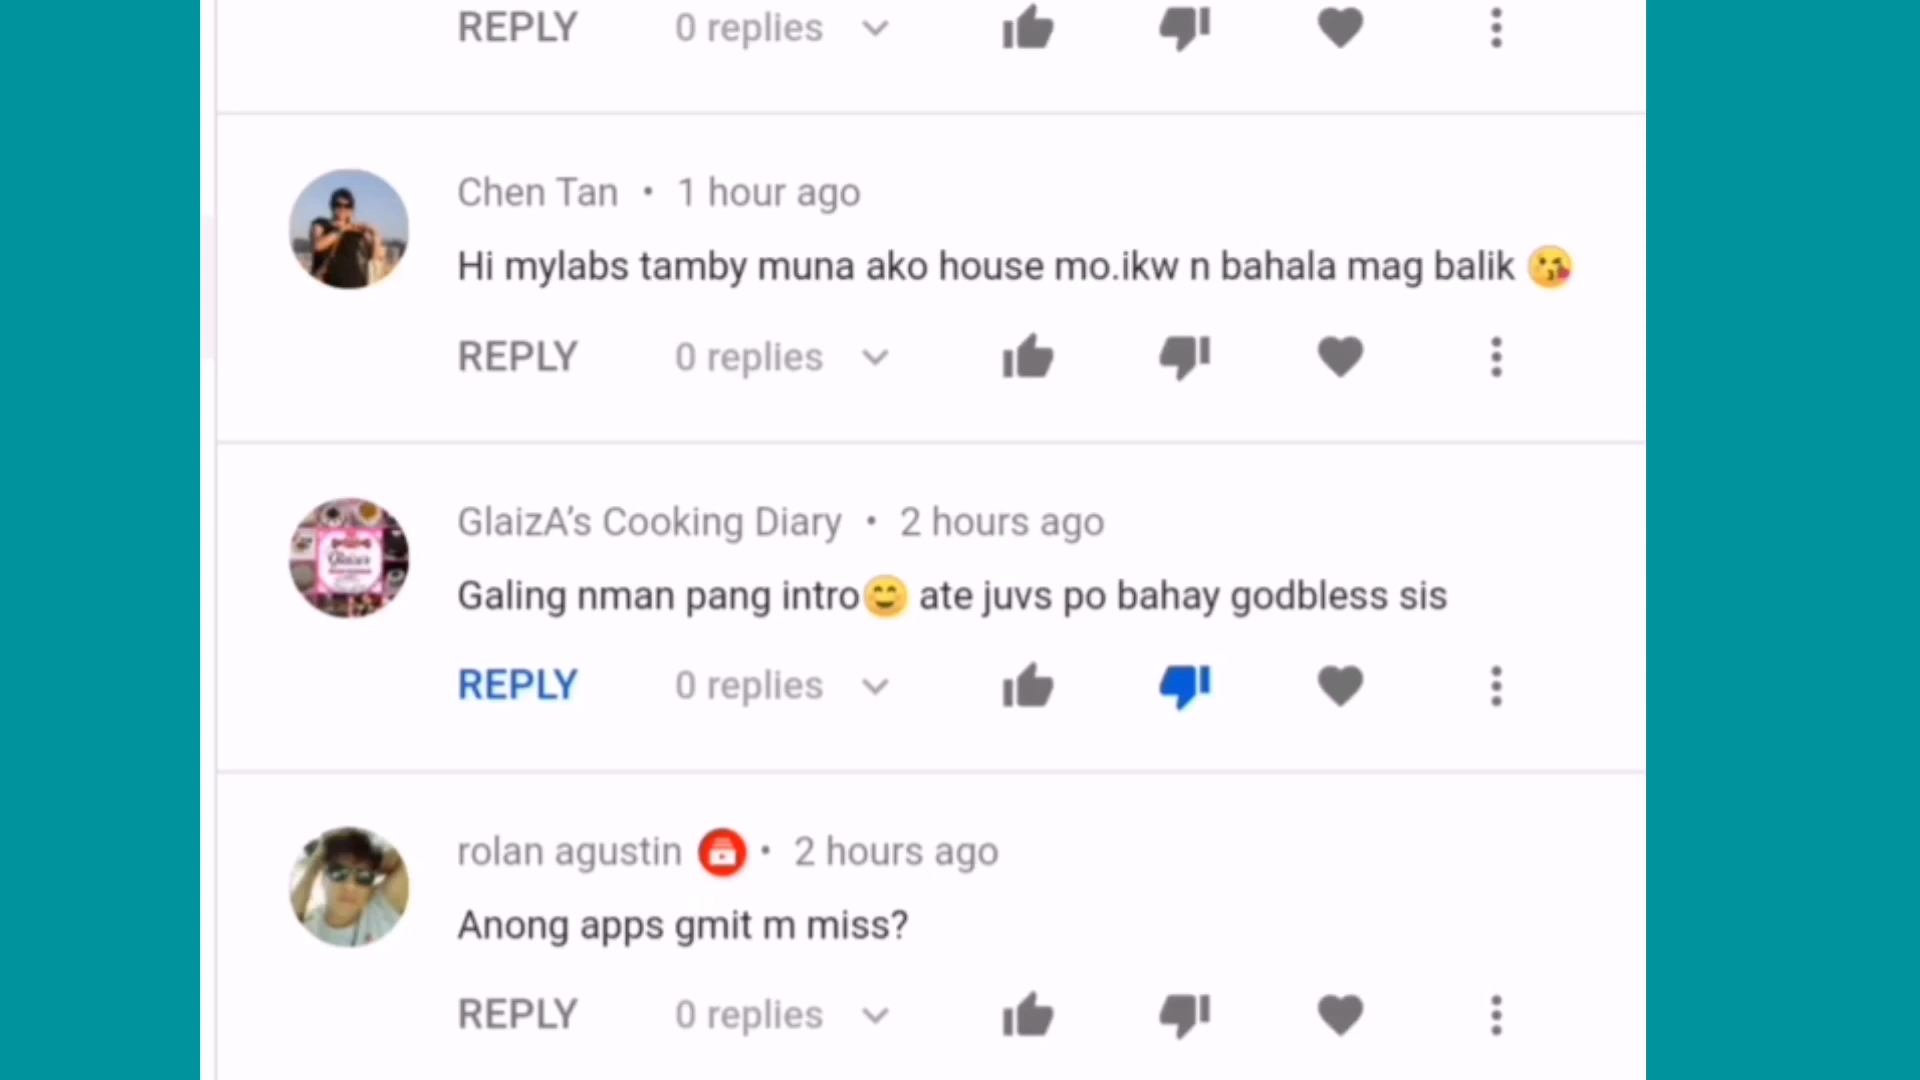 REPLY 0 replies
Chen Tan • 1 hour ago
Hi mylabs tamby muna ako house mo.ikw n bahala mag balik 😘
REPLY 0 replies
GlaizA's Cooking Diary • 2 hours ago
Galing nman pang intro😊 ate juvs po bahay godbless sis
REPLY 0 replies
rolan agustin • 2 hours ago
Anong apps gmit m miss?
REPLY 0 replies